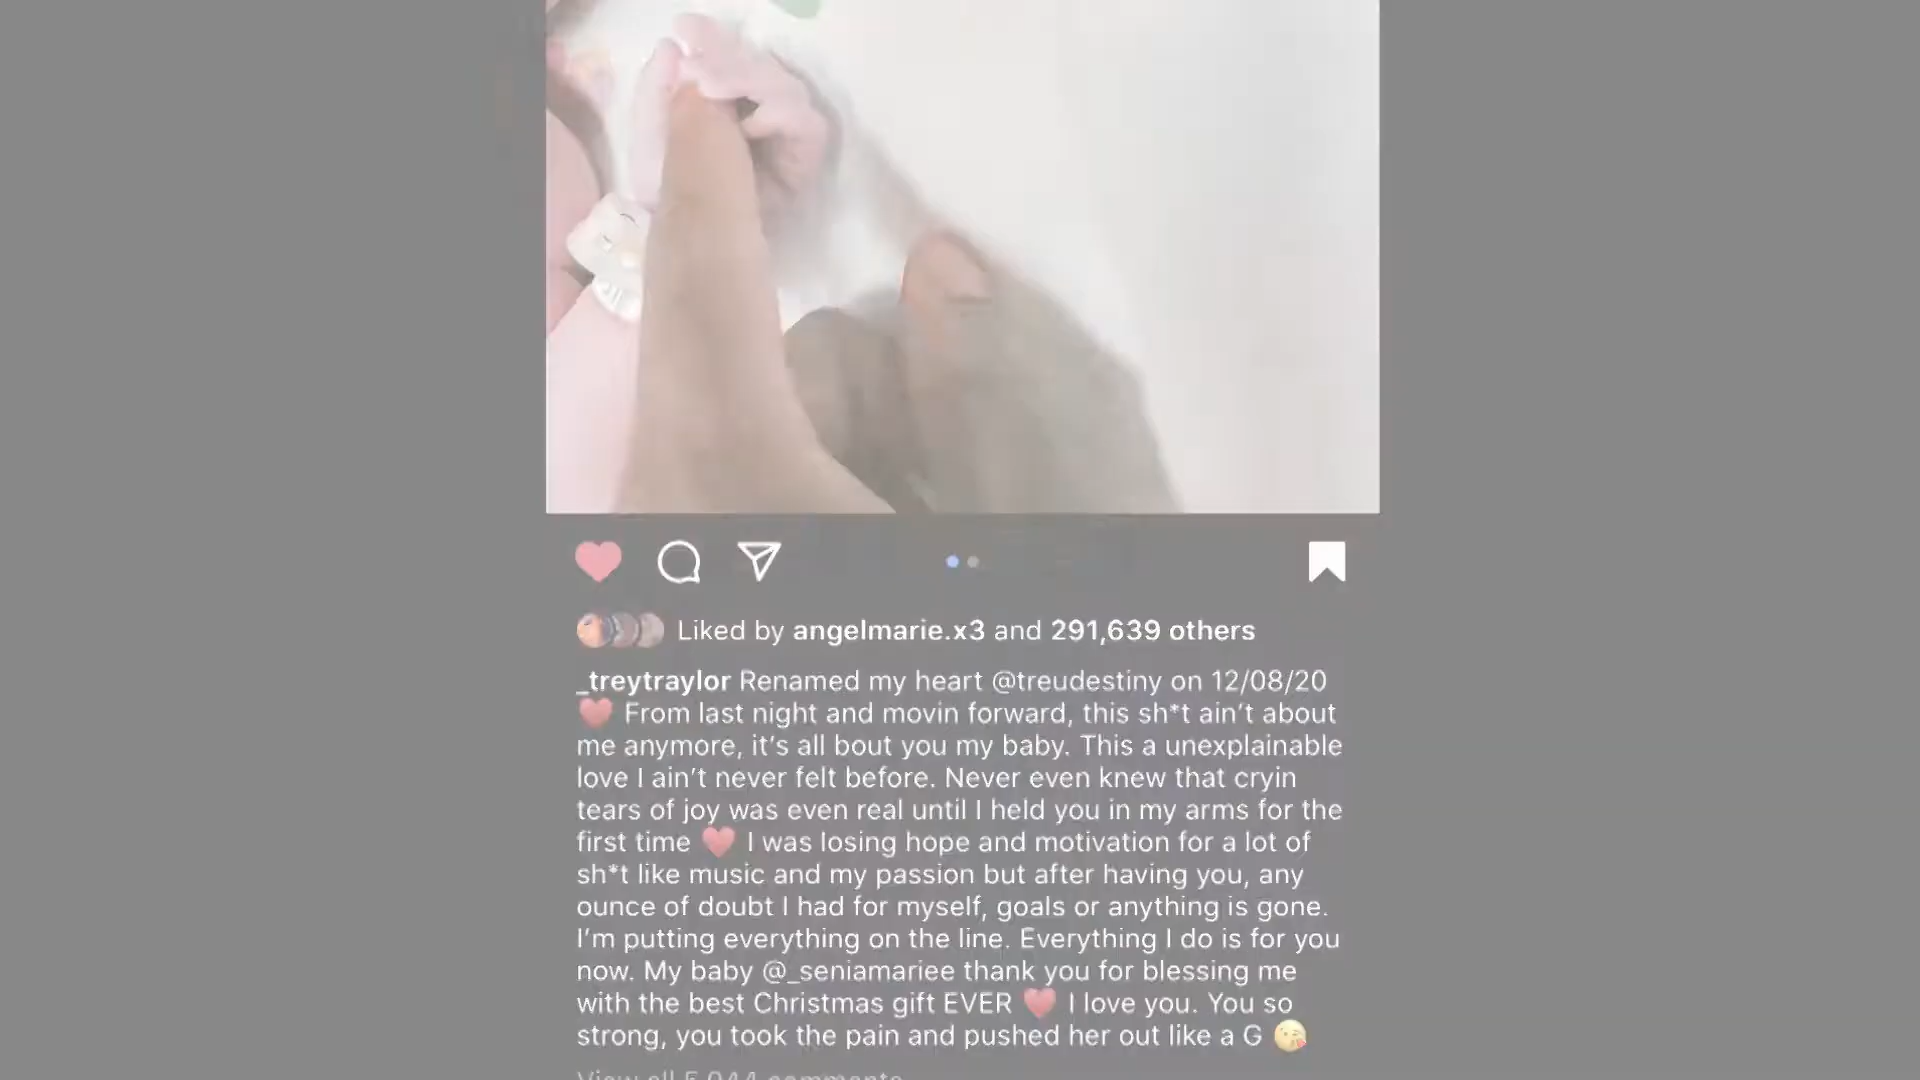 Liked by angelmarie.x3 and 291,639 others
_treytraylor Renamed my heart @treudestiny on 12/08/20
❤️ From last night and movin forward, this sh*t ain’t about
me anymore, it’s all bout you my baby. This a unexplainable
love I ain’t never felt before. Never even knew that cryin
tears of joy was even real until I held you in my arms for the
first time ❤️ I was losing hope and motivation for a lot of
sh*t like music and my passion but after having you, any
ounce of doubt I had for myself, goals or anything is gone.
I’m putting everything on the line. Everything I do is for you
now. My baby @_seniamariee thank you for blessing me
with the best Christmas gift EVER ❤️ I love you. You so
strong, you took the pain and pushed her out like a G 😘
View all 5,044 comments